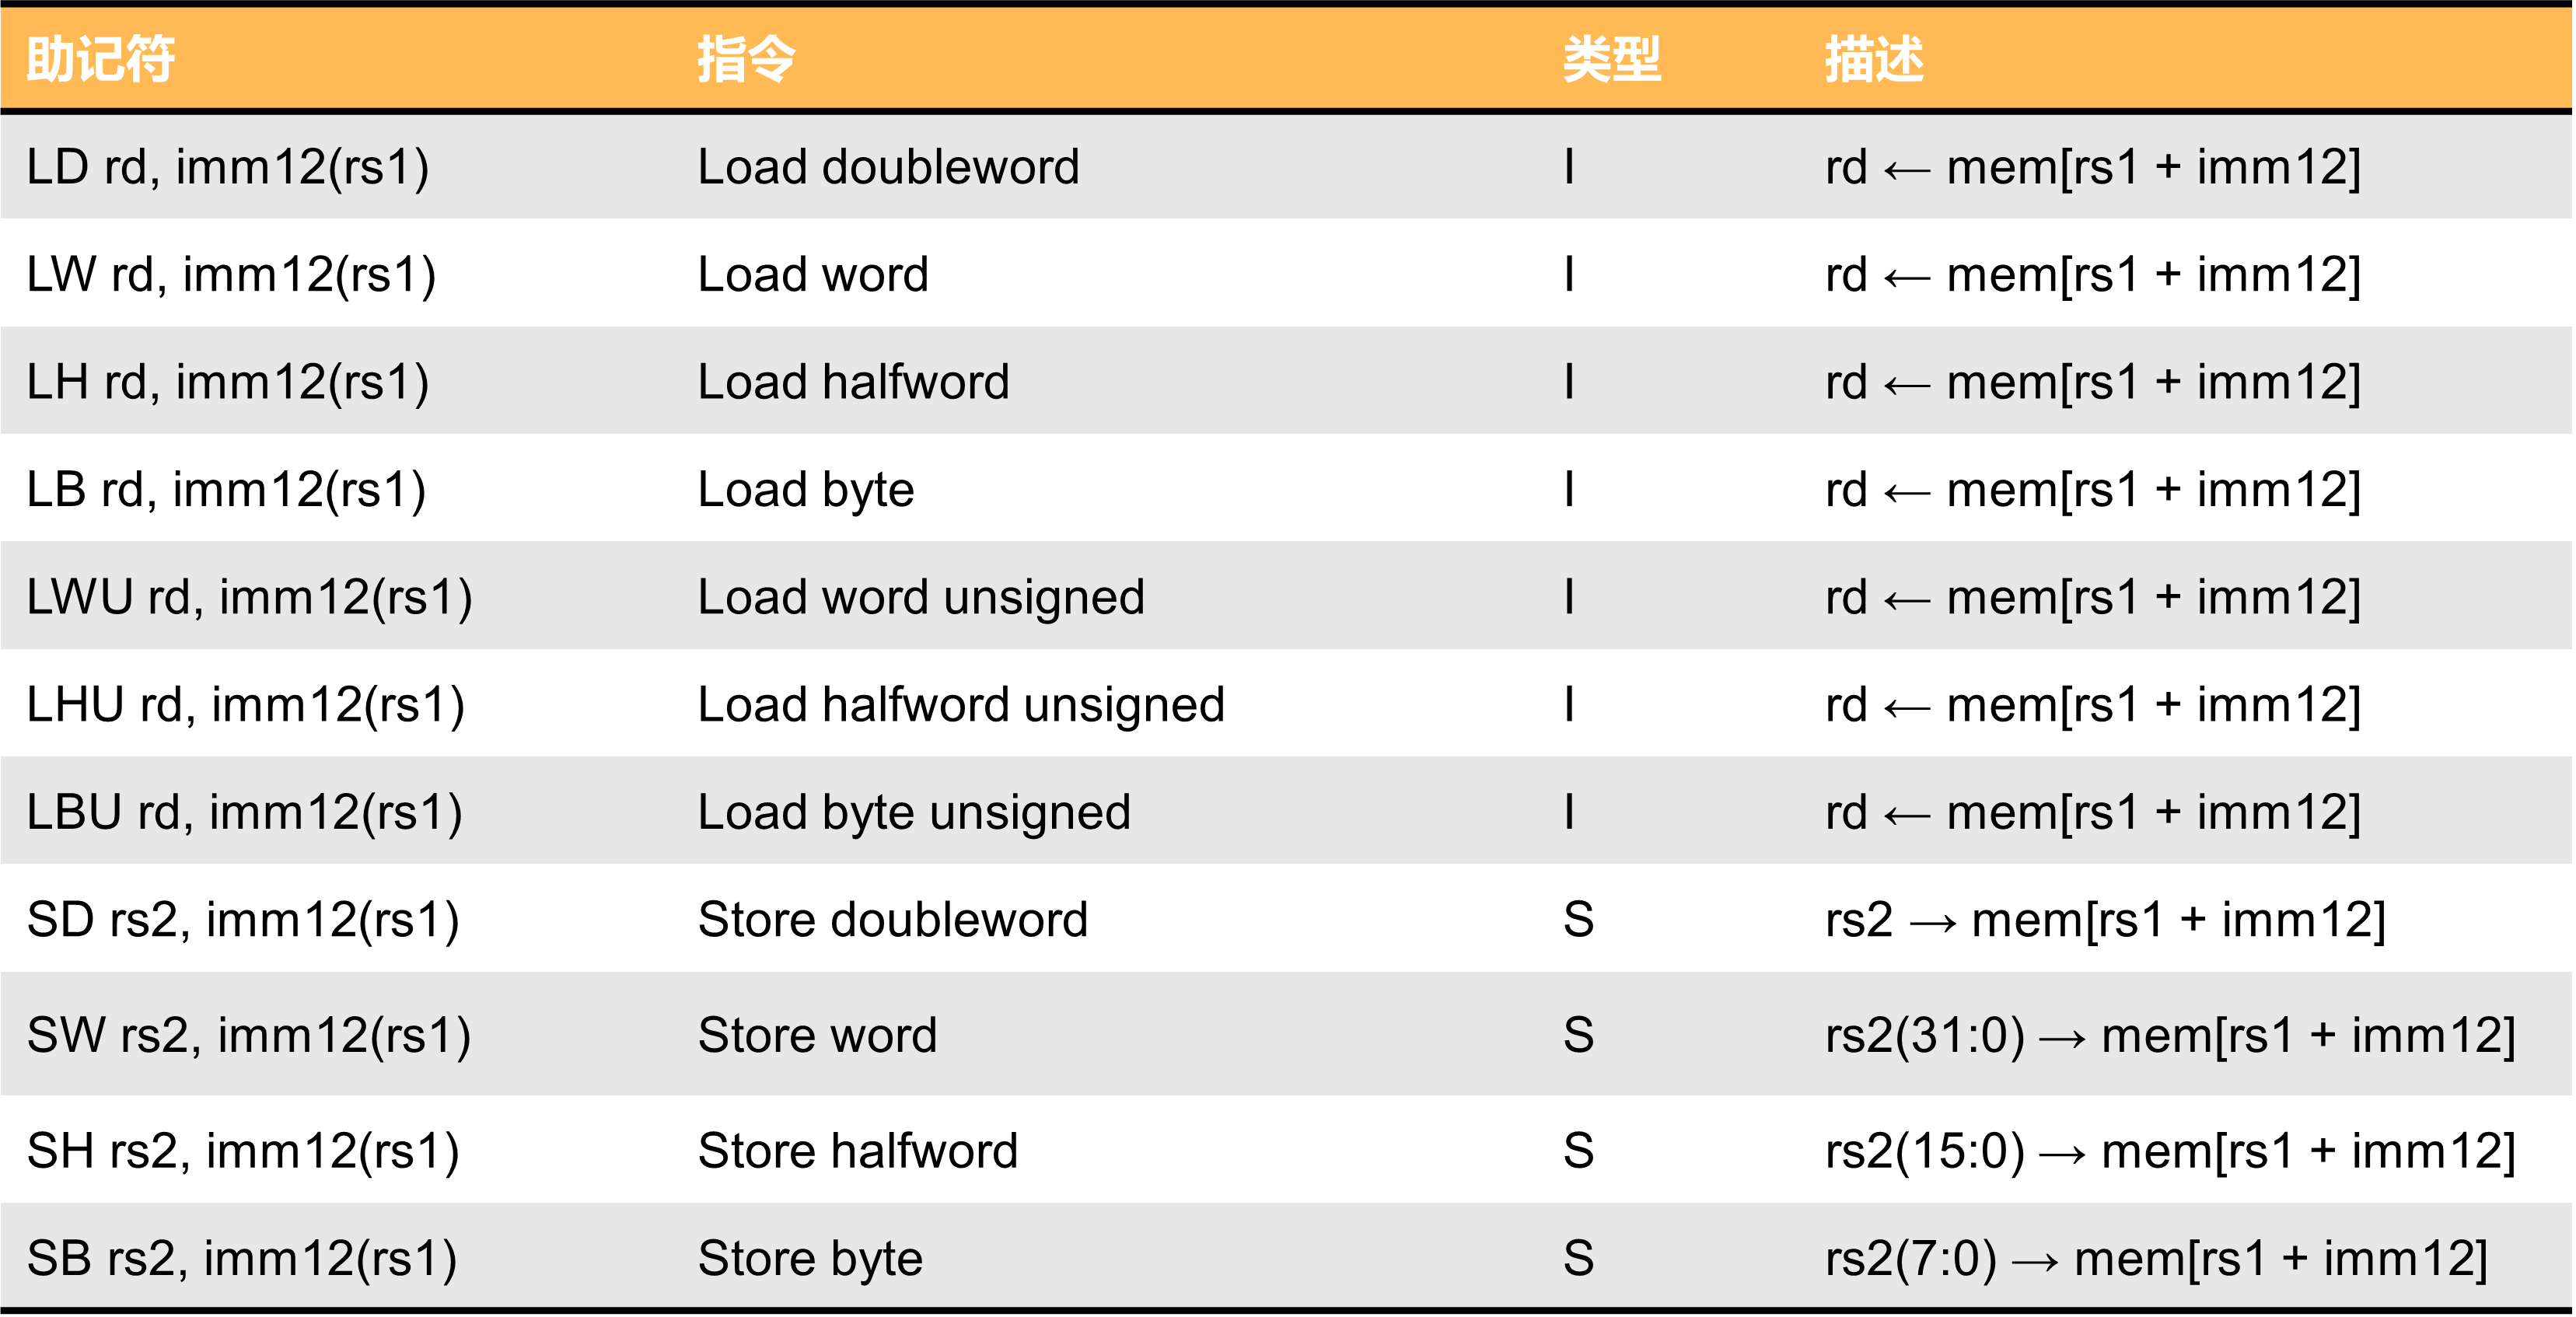 助记符 指令 类型 描述
LD rd, imm12(rs1) Load doubleword I rd ← mem[rs1 + imm12]
LW rd, imm12(rs1) Load word I rd ← mem[rs1 + imm12]
LH rd, imm12(rs1) Load halfword I rd ← mem[rs1 + imm12]
LB rd, imm12(rs1) Load byte I rd ← mem[rs1 + imm12]
LWU rd, imm12(rs1) Load word unsigned I rd ← mem[rs1 + imm12]
LHU rd, imm12(rs1) Load halfword unsigned I rd ← mem[rs1 + imm12]
LBU rd, imm12(rs1) Load byte unsigned I rd ← mem[rs1 + imm12]
SD rs2, imm12(rs1) Store doubleword S rs2 → mem[rs1 + imm12]
SW rs2, imm12(rs1) Store word S rs2(31:0) → mem[rs1 + imm12]
SH rs2, imm12(rs1) Store halfword S rs2(15:0) → mem[rs1 + imm12]
SB rs2, imm12(rs1) Store byte S rs2(7:0) → mem[rs1 + imm12]